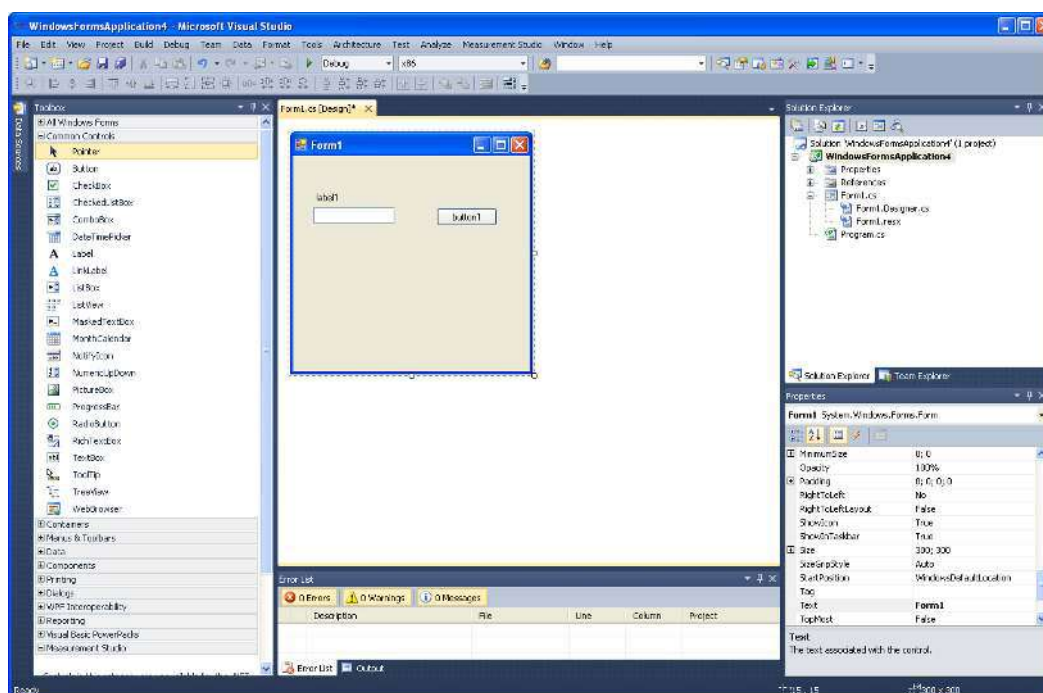 WindowsFormsApplication4 - Microsoft Visual Studio
File Edit View Project Build Debug Team Data Format Tools Architecture Test Analyze Measurement Studio Window Help
Debug x86
Data Sources
Toolbox
All Windows Forms
Common Controls
Pointer
Button
CheckBox
CheckedListBox
ComboBox
DateTimePicker
Label
LinkLabel
ListBox
ListView
MaskedTextBox
MonthCalendar
NotifyIcon
NumericUpDown
PictureBox
ProgressBar
RadioButton
RichTextBox
TextBox
ToolTip
TreeView
WebBrowser
Containers
Menus & Toolbars
Data
Components
Printing
Dialogs
WPF Interoperability
Reporting
Visual Basic PowerPacks
Measurement Studio
Form1.cs [Design]*
Form1
label1
button1
Error List
0 Errors 0 Warnings 0 Messages
Description File Line Column Project
Error List Output
Solution Explorer
Solution 'WindowsFormsApplication4' (1 project)
WindowsFormsApplication4
Properties
References
Form1.cs
Form1.Designer.cs
Form1.resx
Program.cs
Solution Explorer Team Explorer
Properties
Form1 System.Windows.Forms.Form
MinimumSize 0; 0
Opacity 100%
Padding 0; 0; 0; 0
RightToLeft No
RightToLeftLayout False
ShowIcon True
ShowInTaskbar True
Size 300; 300
SizeGripStyle Auto
StartPosition WindowsDefaultLocation
Tag
Text Form1
TopMost False
Text
The text associated with the control.
Ready 15, 15 300 x 300